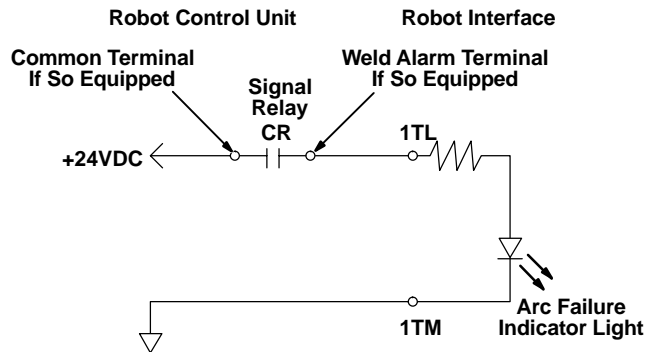 Robot Control Unit
Robot Interface
Common Terminal
If So Equipped
Signal
Relay
CR
Weld Alarm Terminal
If So Equipped
1TL
+24VDC
1TM
Arc Failure
Indicator Light